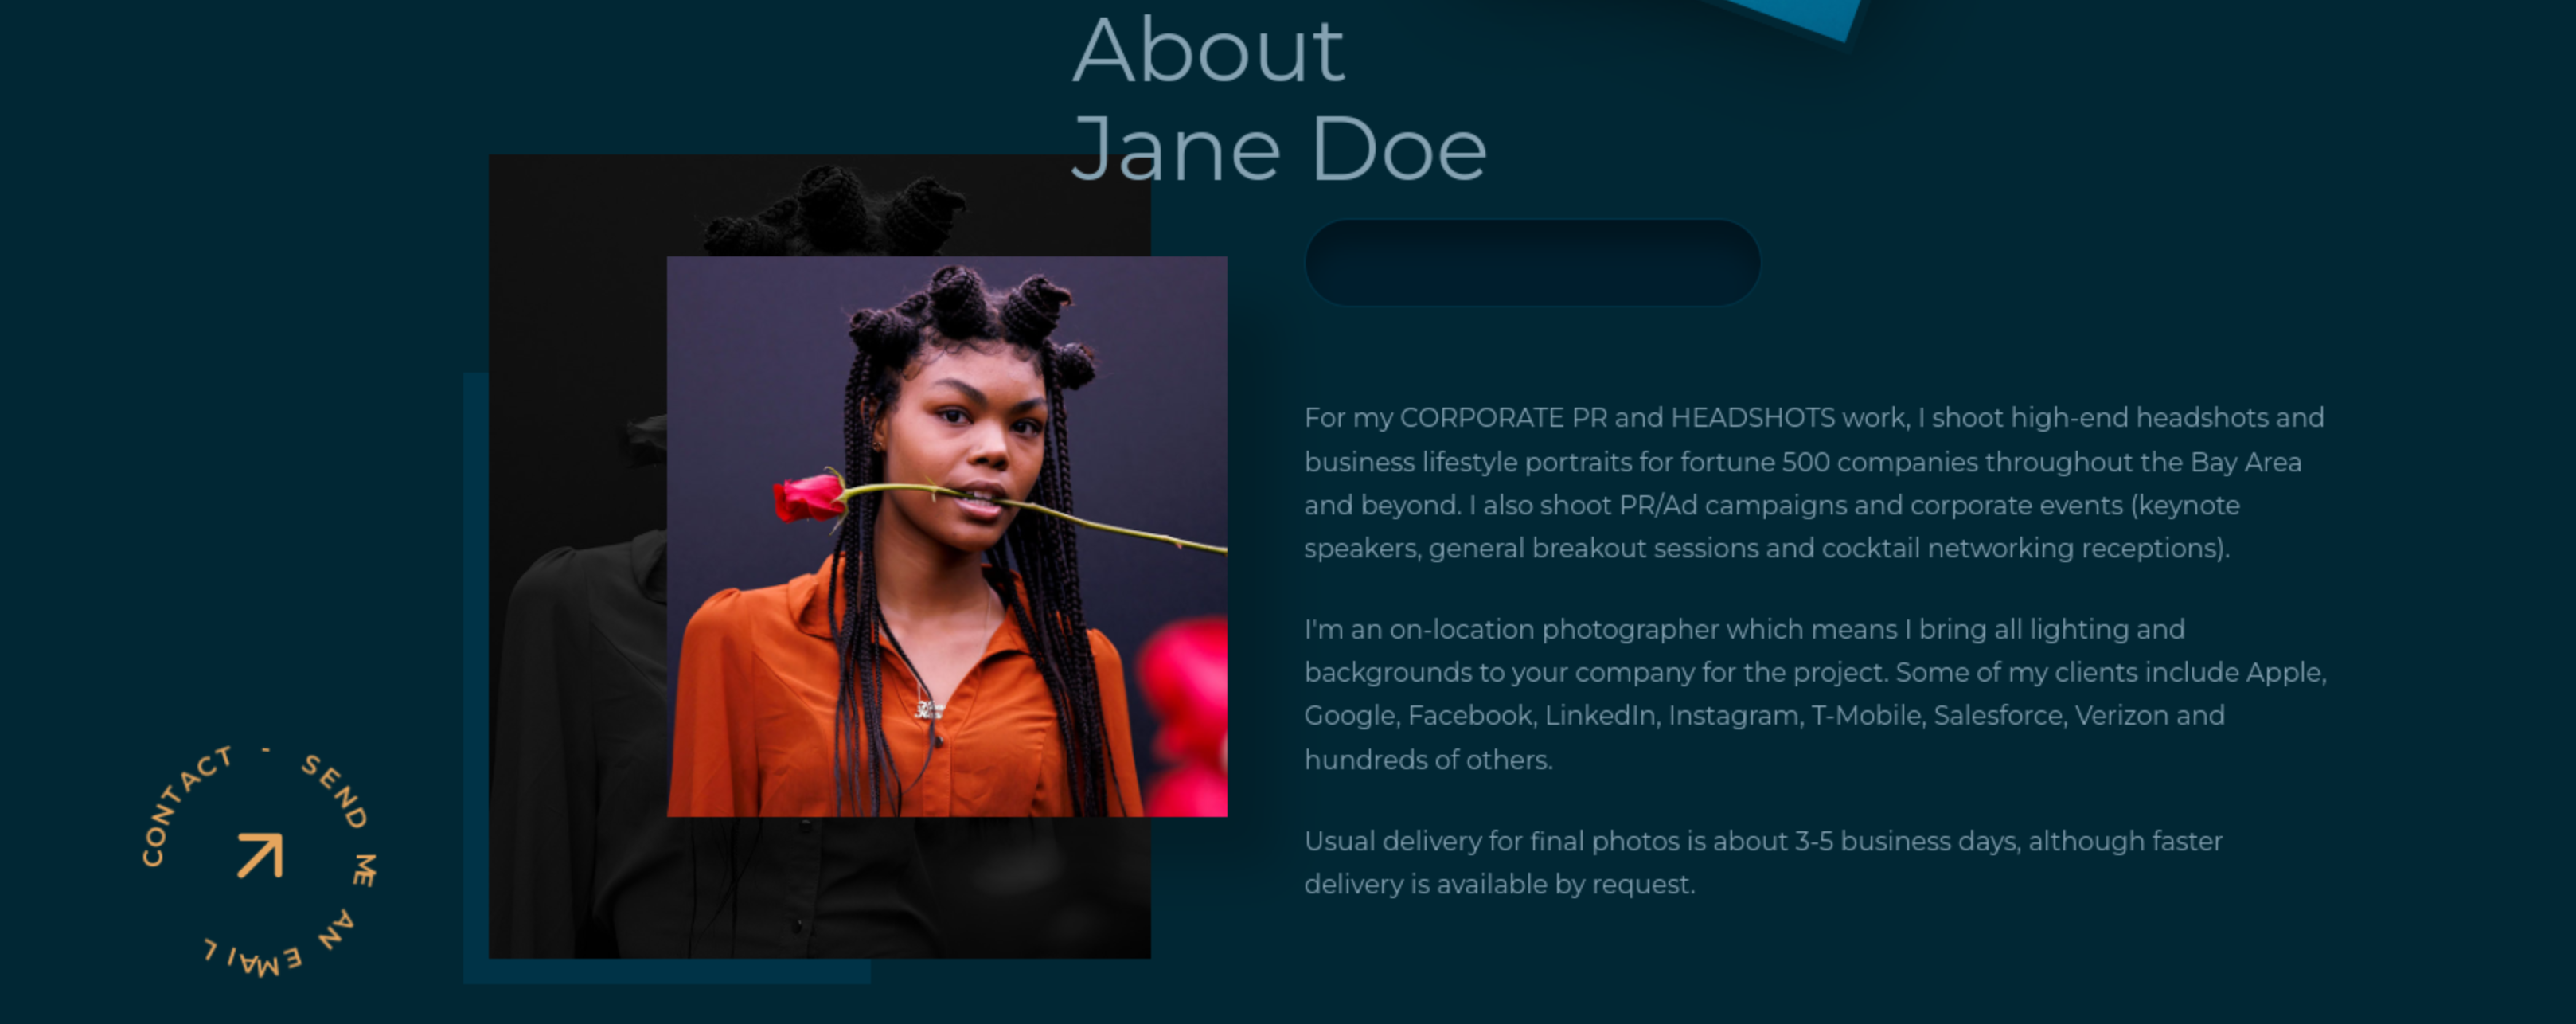 About
Jane Doe
For my CORPORATE PR and HEADSHOTS work, I shoot high-end headshots and
business lifestyle portraits for fortune 500 companies throughout the Bay Area
and beyond. I also shoot PR/Ad campaigns and corporate events (keynote
speakers, general breakout sessions and cocktail networking receptions).
I'm an on-location photographer which means I bring all lighting and
backgrounds to your company for the project. Some of my clients include Apple,
Google, Facebook, LinkedIn, Instagram, T-Mobile, Salesforce, Verizon and
hundreds of others.
Usual delivery for final photos is about 3-5 business days, although faster
delivery is available by request.
CONTACT - SEND ME AN EMAIL